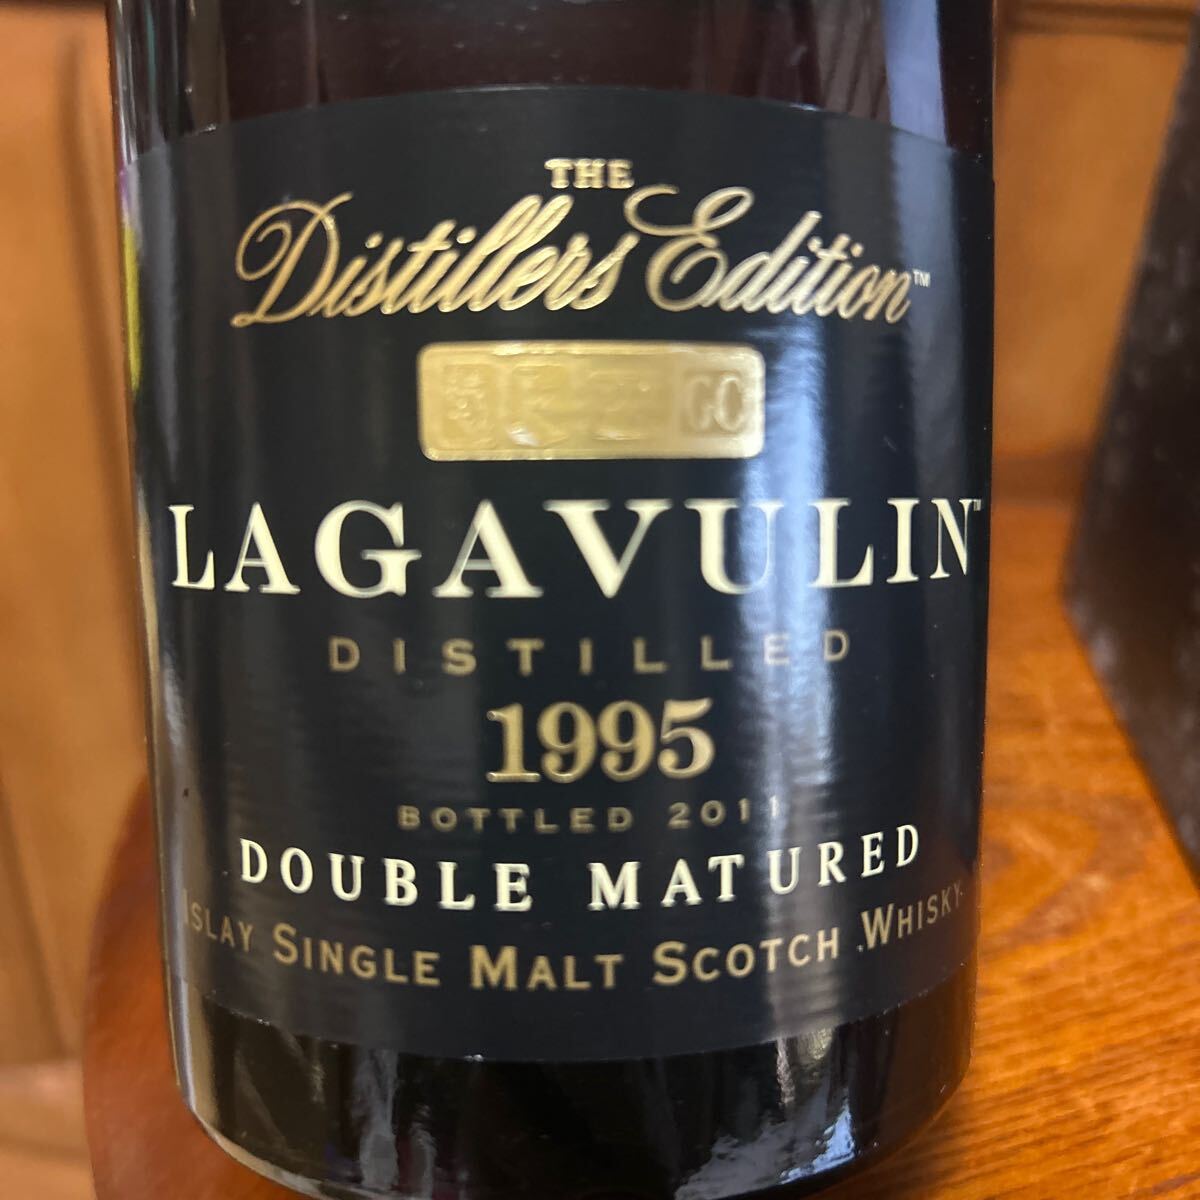 THE
Distillers Edition™
LAGAVULIN™
DISTILLED
1995
BOTTLED 2011
DOUBLE MATURED
ISLAY SINGLE MALT SCOTCH WHISKY.